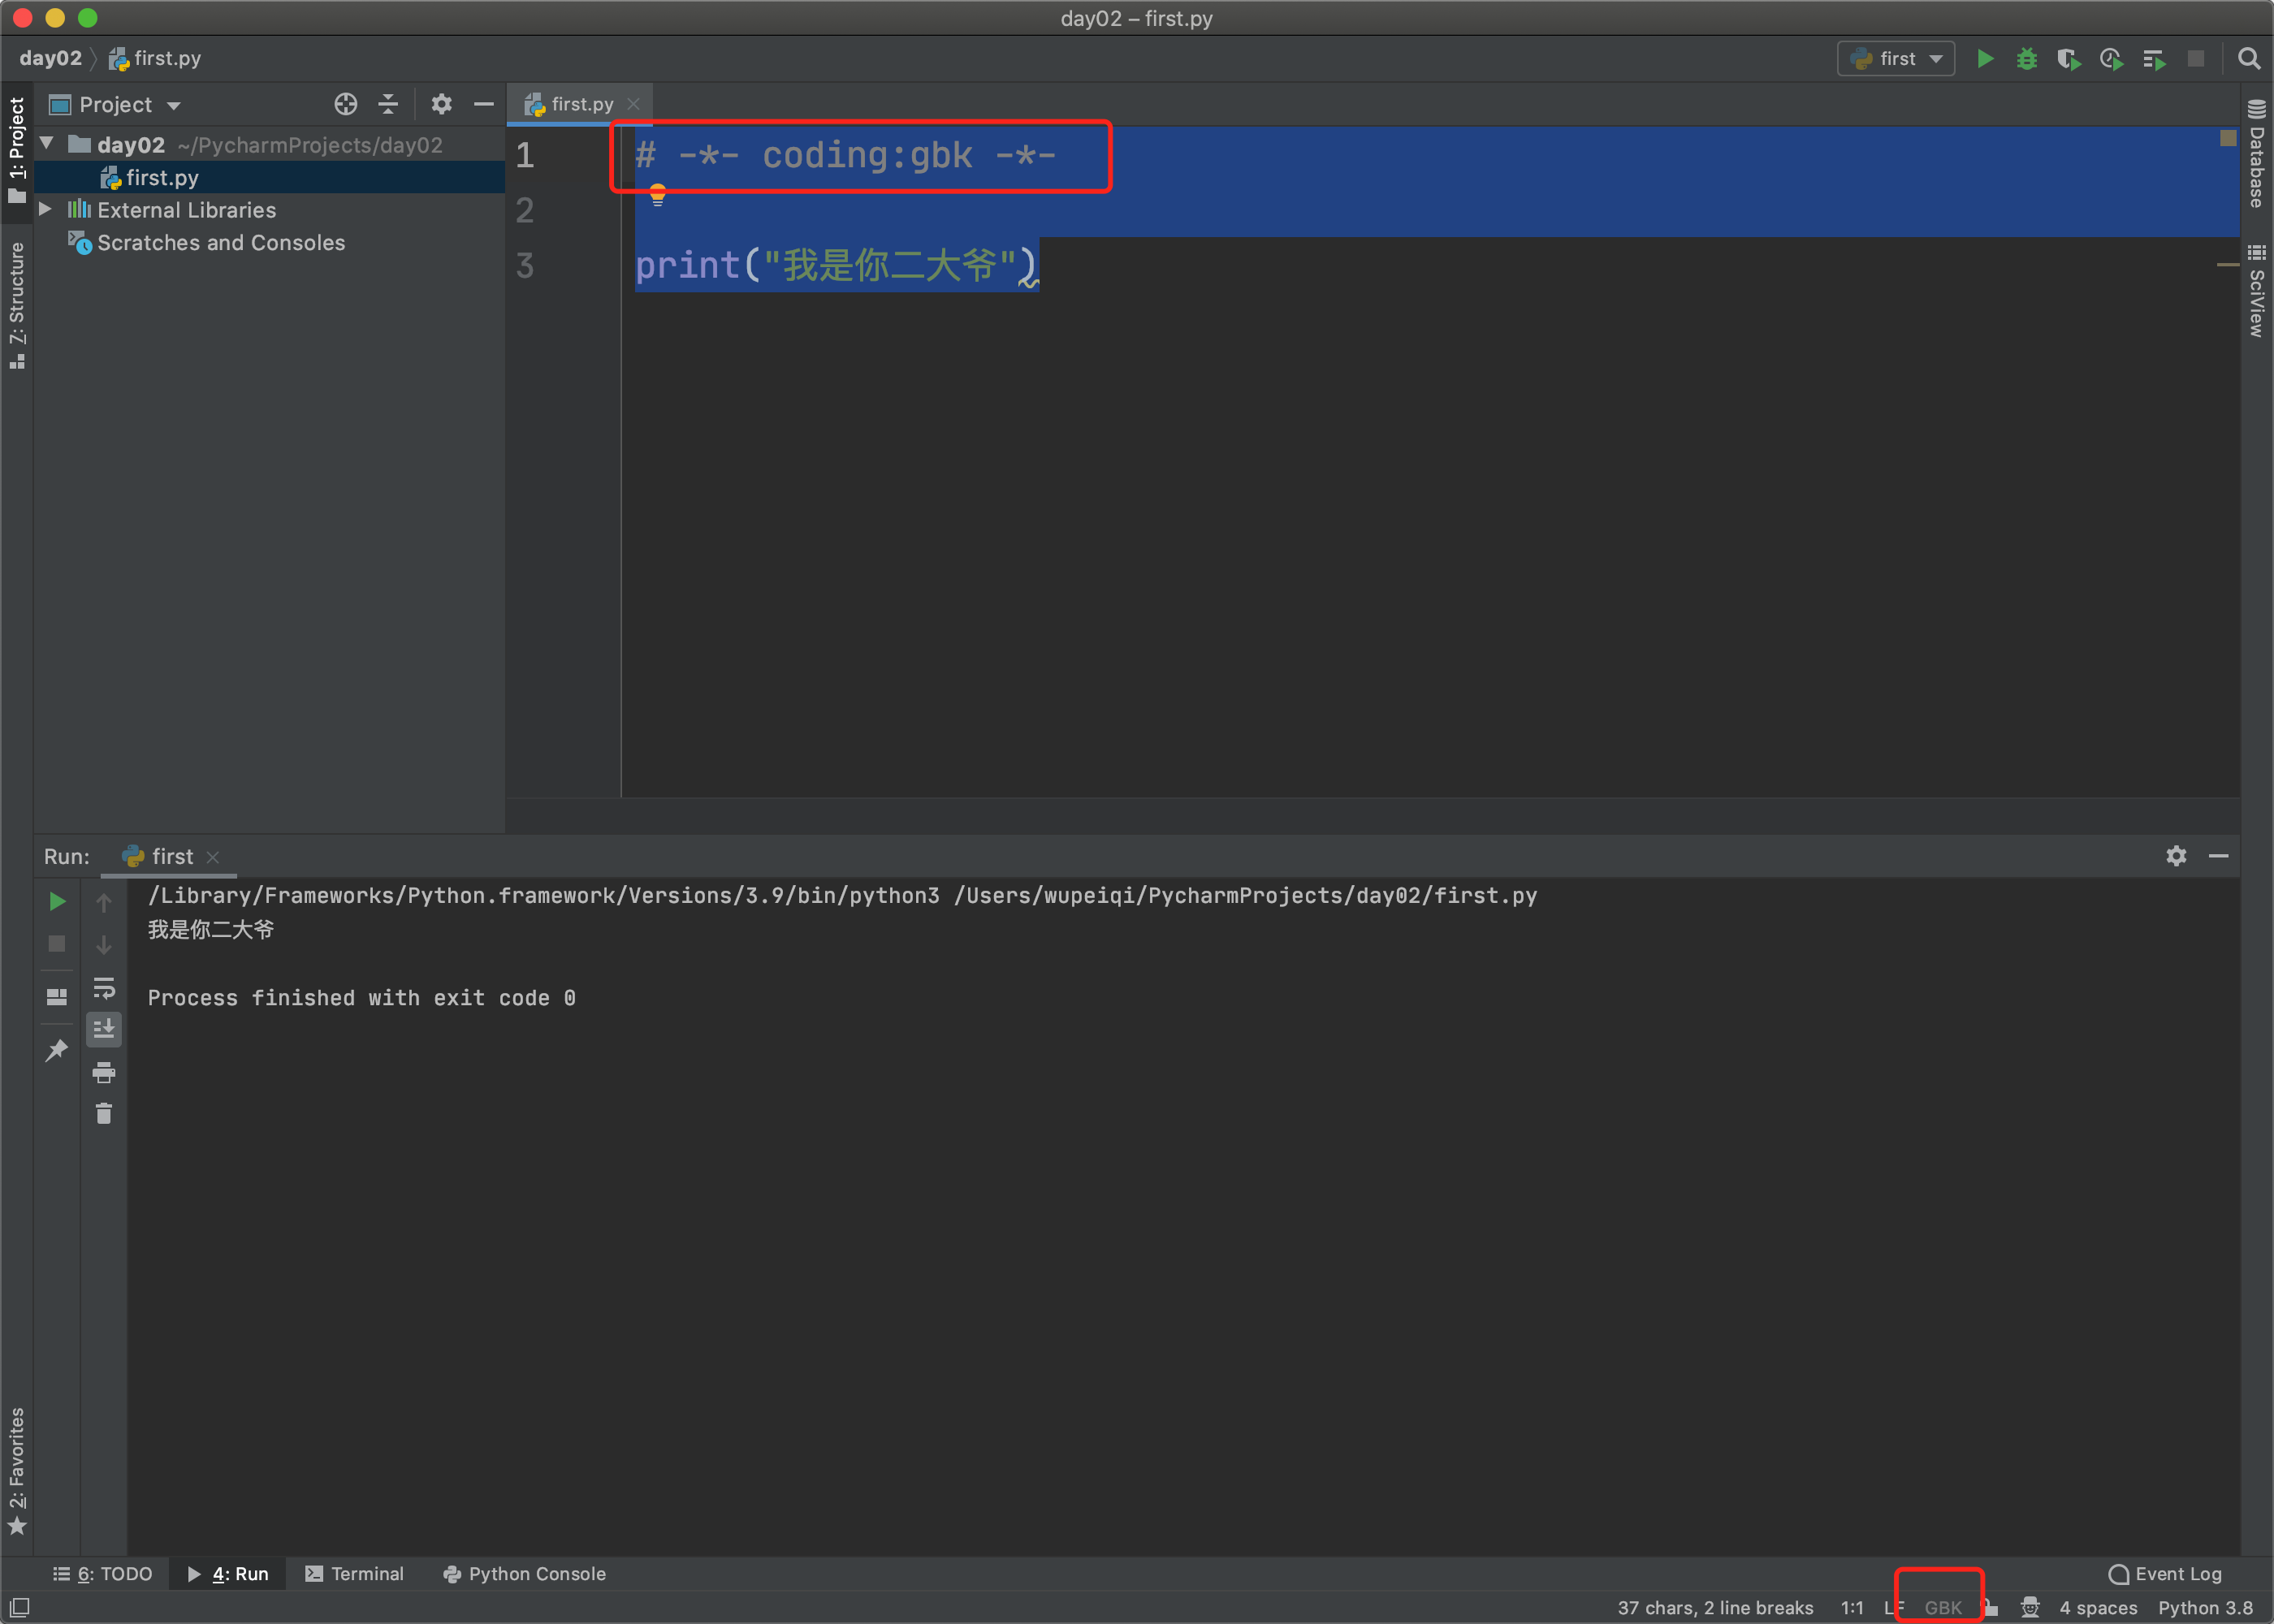 day02 – first.py
day02 first.py
first
Project
first.py
1: Project
day02 ~/PycharmProjects/day02
first.py
External Libraries
Scratches and Consoles
Z: Structure
2: Favorites
1 # -*- coding:gbk -*-
2
3 print("我是你二大爷")
Database
SciView
Run: first
/Library/Frameworks/Python.framework/Versions/3.9/bin/python3 /Users/wupeiqi/PycharmProjects/day02/first.py
我是你二大爷
Process finished with exit code 0
6: TODO 4: Run Terminal Python Console Event Log
37 chars, 2 line breaks 1:1 LF GBK 4 spaces Python 3.8